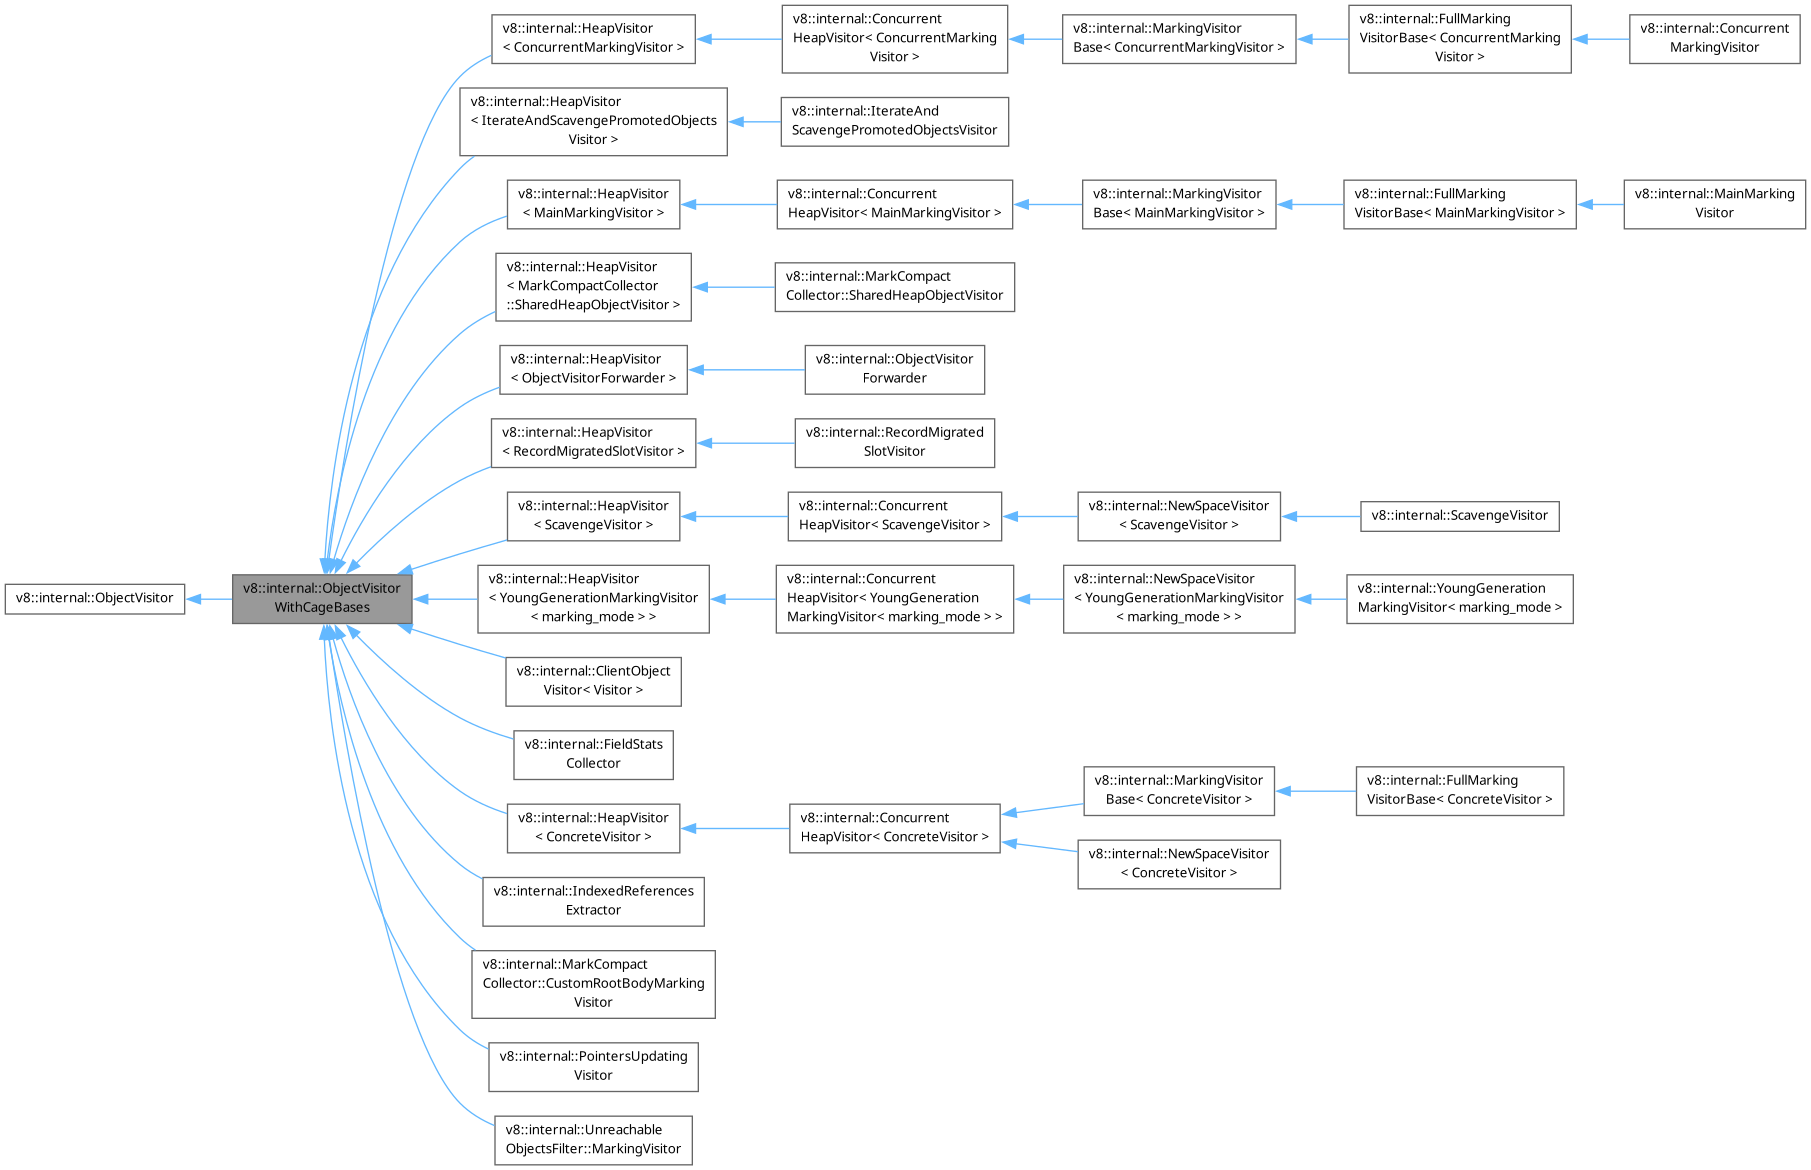 v8::internal::HeapVisitor
< ConcurrentMarkingVisitor >
v8::internal::Concurrent
HeapVisitor< ConcurrentMarking
Visitor >
v8::internal::MarkingVisitor
Base< ConcurrentMarkingVisitor >
v8::internal::FullMarking
VisitorBase< ConcurrentMarking
Visitor >
v8::internal::Concurrent
MarkingVisitor
v8::internal::HeapVisitor
< IterateAndScavengePromotedObjects
Visitor >
v8::internal::IterateAnd
ScavengePromotedObjectsVisitor
v8::internal::HeapVisitor
< MainMarkingVisitor >
v8::internal::Concurrent
HeapVisitor< MainMarkingVisitor >
v8::internal::MarkingVisitor
Base< MainMarkingVisitor >
v8::internal::FullMarking
VisitorBase< MainMarkingVisitor >
v8::internal::MainMarking
Visitor
v8::internal::HeapVisitor
< MarkCompactCollector
::SharedHeapObjectVisitor >
v8::internal::MarkCompact
Collector::SharedHeapObjectVisitor
v8::internal::HeapVisitor
< ObjectVisitorForwarder >
v8::internal::ObjectVisitor
Forwarder
v8::internal::HeapVisitor
< RecordMigratedSlotVisitor >
v8::internal::RecordMigrated
SlotVisitor
v8::internal::HeapVisitor
< ScavengeVisitor >
v8::internal::Concurrent
HeapVisitor< ScavengeVisitor >
v8::internal::NewSpaceVisitor
< ScavengeVisitor >
v8::internal::ScavengeVisitor
v8::internal::ObjectVisitor
v8::internal::ObjectVisitor
WithCageBases
v8::internal::HeapVisitor
< YoungGenerationMarkingVisitor
< marking_mode > >
v8::internal::Concurrent
HeapVisitor< YoungGeneration
MarkingVisitor< marking_mode > >
v8::internal::NewSpaceVisitor
< YoungGenerationMarkingVisitor
< marking_mode > >
v8::internal::YoungGeneration
MarkingVisitor< marking_mode >
v8::internal::ClientObject
Visitor< Visitor >
v8::internal::FieldStats
Collector
v8::internal::HeapVisitor
< ConcreteVisitor >
v8::internal::Concurrent
HeapVisitor< ConcreteVisitor >
v8::internal::MarkingVisitor
Base< ConcreteVisitor >
v8::internal::FullMarking
VisitorBase< ConcreteVisitor >
v8::internal::NewSpaceVisitor
< ConcreteVisitor >
v8::internal::IndexedReferences
Extractor
v8::internal::MarkCompact
Collector::CustomRootBodyMarking
Visitor
v8::internal::PointersUpdating
Visitor
v8::internal::Unreachable
ObjectsFilter::MarkingVisitor